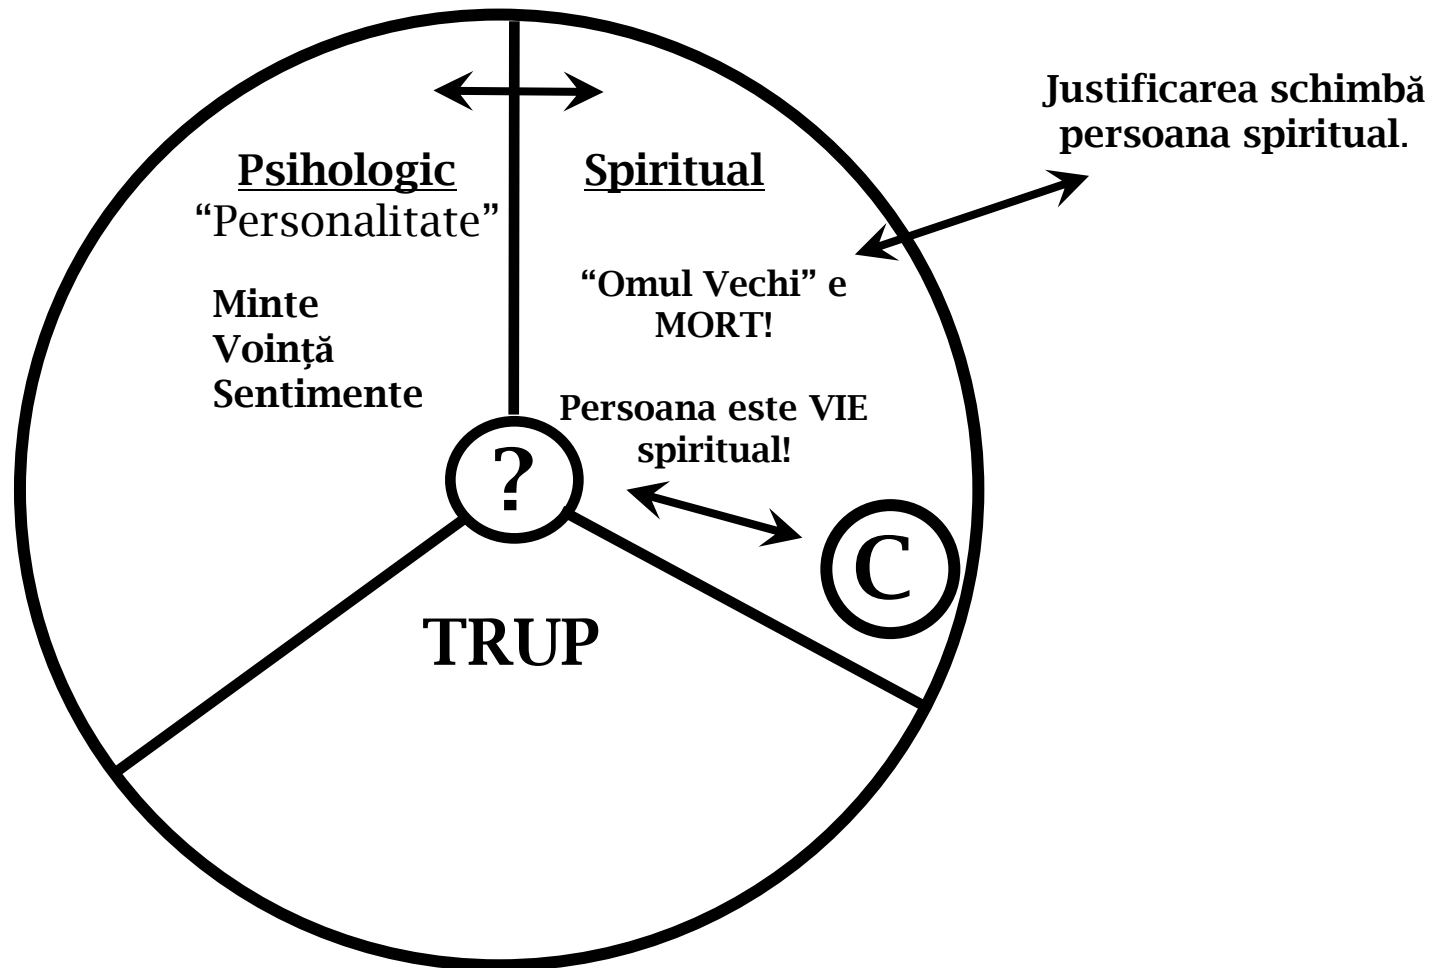 Justificarea schimbă
persoana spiritual.
Psihologic
“Personalitate”
Minte
Voință
Sentimente
Spiritual
“Omul Vechi” e
MORT!
Persoana este VIE
spiritual!
?
C
TRUP